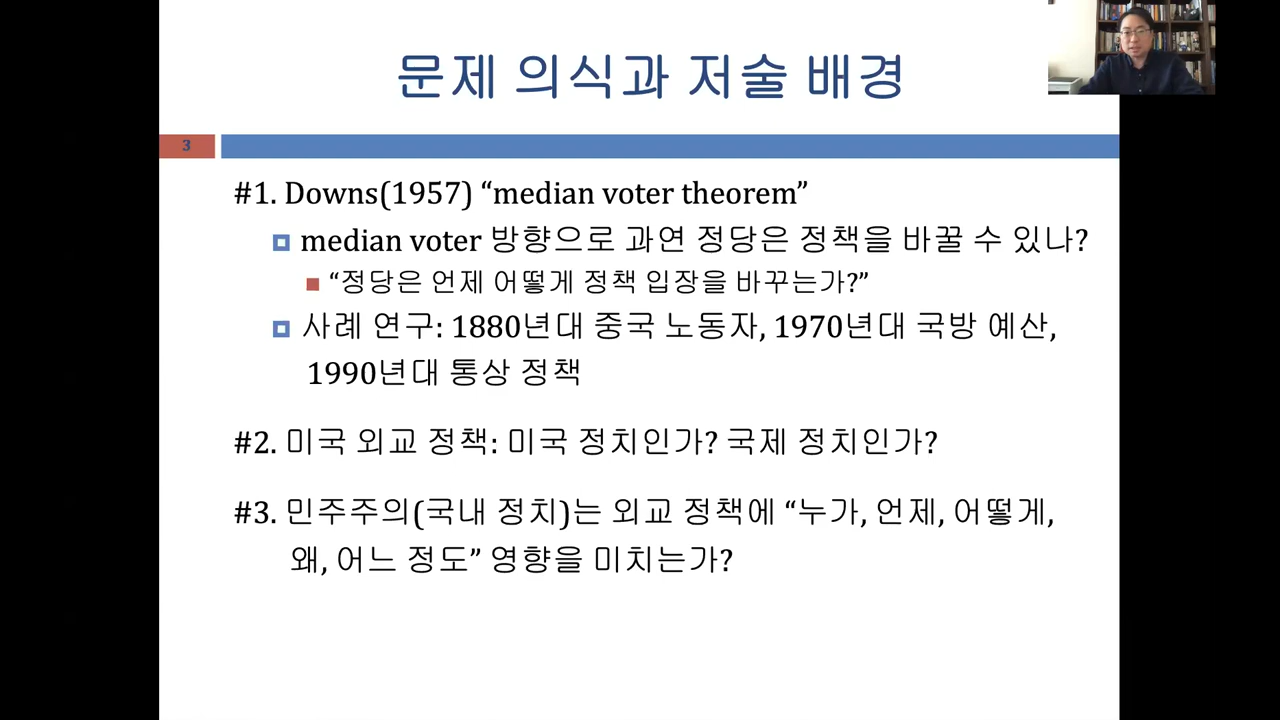 문제 의식과 저술 배경
3
#1. Downs(1957) “median voter theorem”
median voter 방향으로 과연 정당은 정책을 바꿀 수 있나?
“정당은 언제 어떻게 정책 입장을 바꾸는가?”
사례 연구: 1880년대 중국 노동자, 1970년대 국방 예산,
1990년대 통상 정책
#2. 미국 외교 정책: 미국 정치인가? 국제 정치인가?
#3. 민주주의(국내 정치)는 외교 정책에 “누가, 언제, 어떻게,
왜, 어느 정도” 영향을 미치는가?